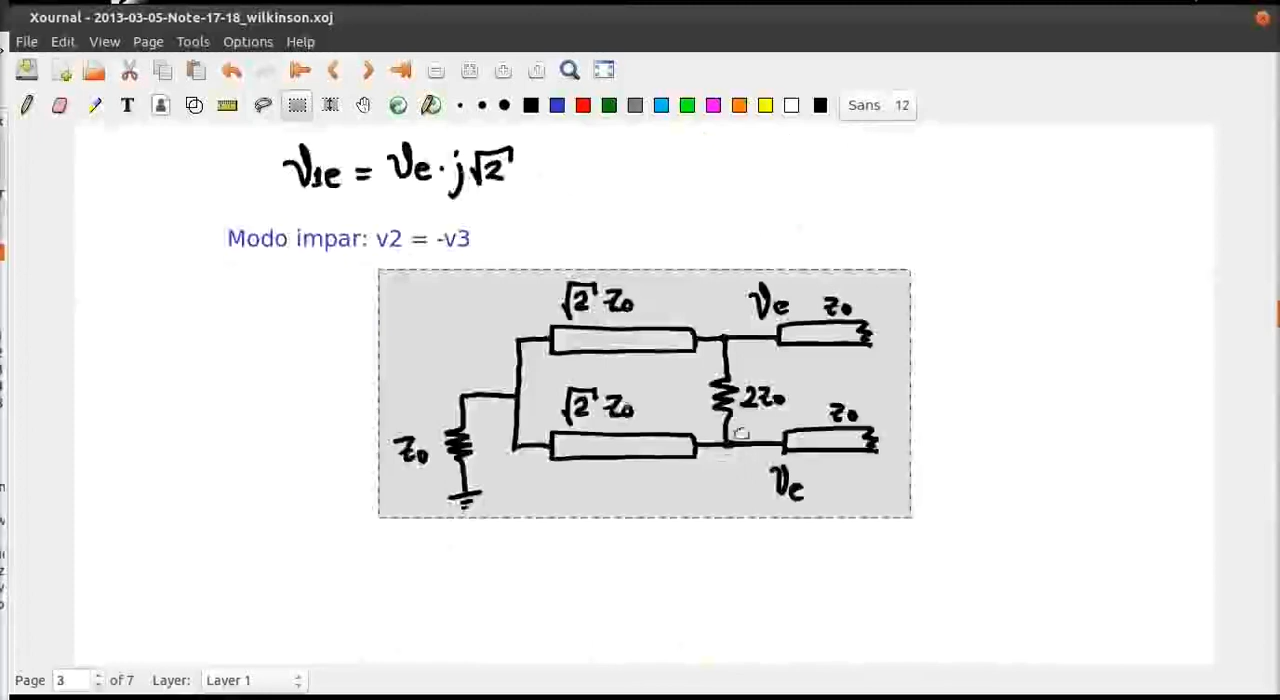 Xournal - 2013-03-05-Note-17-18_wilkinson.xoj
File Edit View Page Tools Options Help
T Sans 12
V1e = Ve · j√2
Modo impar: v2 = -v3
√2 Z0 Ve Z0
2Z0
√2 Z0 Z0
Z0
Ve
Page 3 of 7 Layer: Layer 1